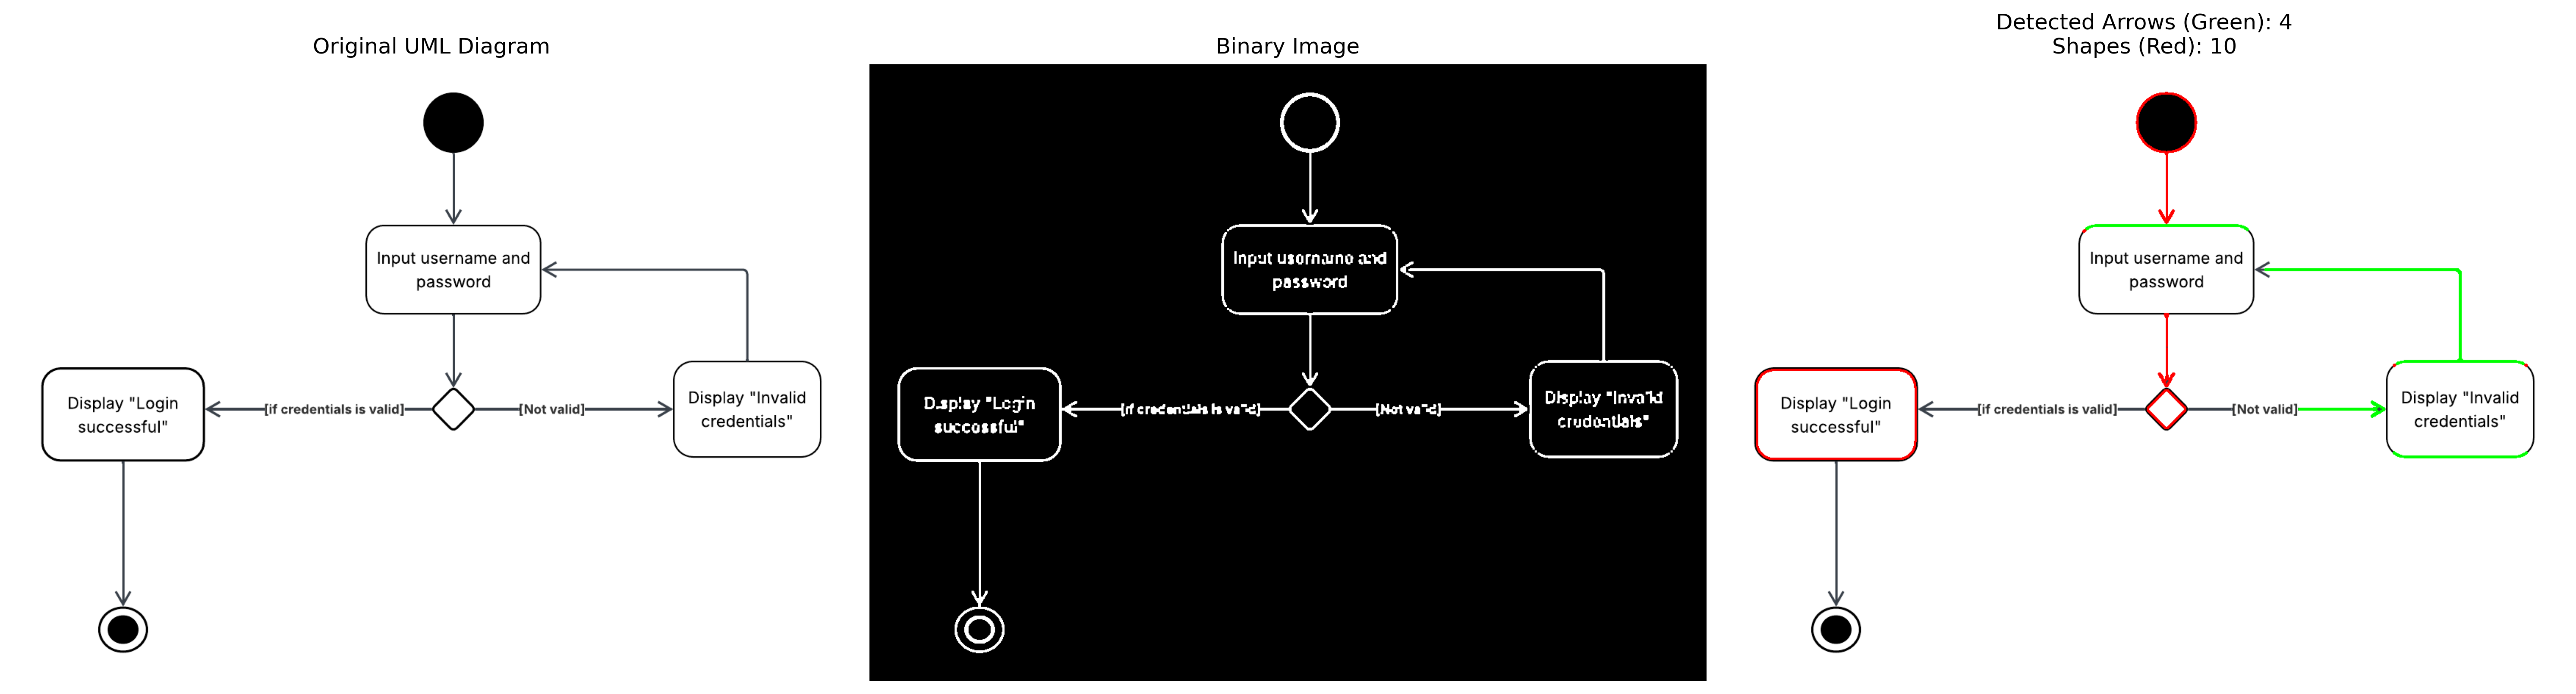 Original UML Diagram
Input username and
password
Display "Login
successful"
[if credentials is valid]
[Not valid]
Display "Invalid
credentials"
Binary Image
Input username and
password
Display "Login
successful"
[if credentials is valid]
[Not valid]
Display "Invalid
credentials"
Detected Arrows (Green): 4
Shapes (Red): 10
Input username and
password
Display "Login
successful"
[if credentials is valid]
[Not valid]
Display "Invalid
credentials"